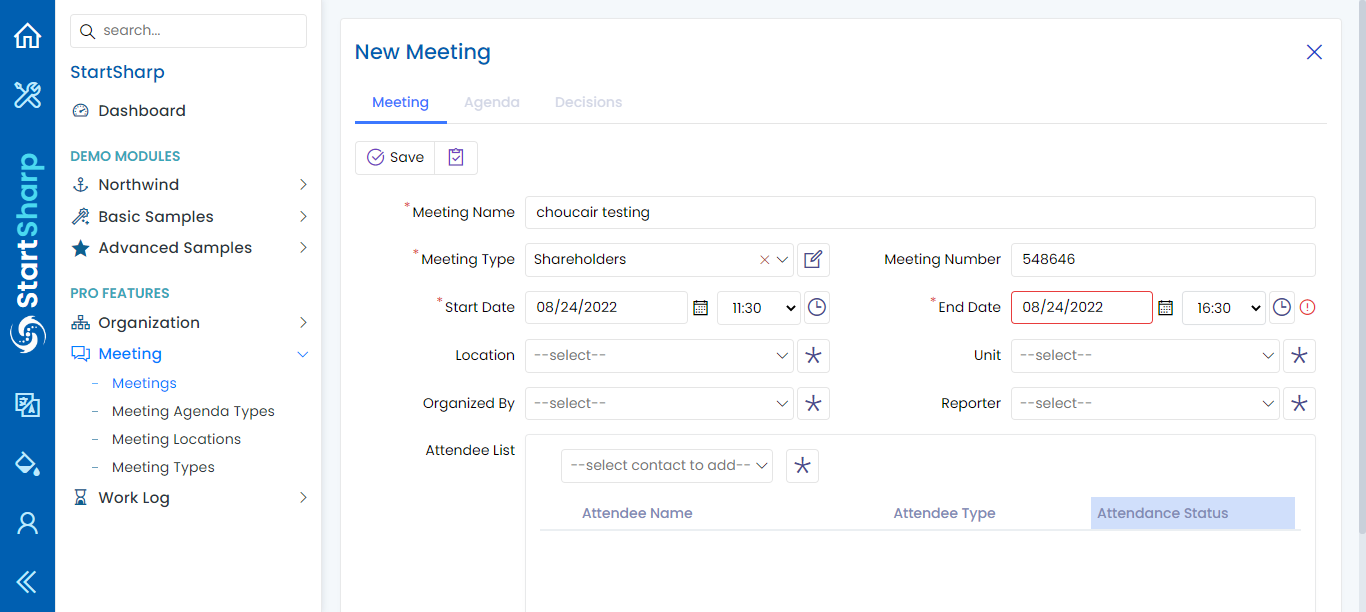 search...
StartSharp
Dashboard
DEMO MODULES
Northwind
Basic Samples
Advanced Samples
PRO FEATURES
Organization
Meeting
Meetings
Meeting Agenda Types
Meeting Locations
Meeting Types
Work Log
StartSharp
New Meeting
Meeting Agenda Decisions
Save
*Meeting Name choucair testing
*Meeting Type Shareholders Meeting Number 548646
*Start Date 08/24/2022 11:30 *End Date 08/24/2022 16:30
Location --select-- Unit --select--
Organized By --select-- Reporter --select--
Attendee List --select contact to add--
Attendee Name Attendee Type Attendance Status